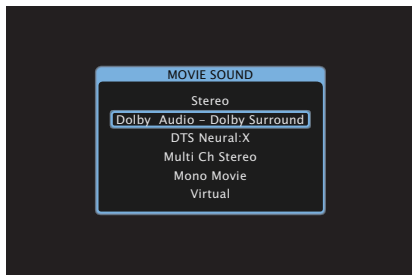 MOVIE SOUND
Stereo
Dolby Audio – Dolby Surround
DTS Neural:X
Multi Ch Stereo
Mono Movie
Virtual